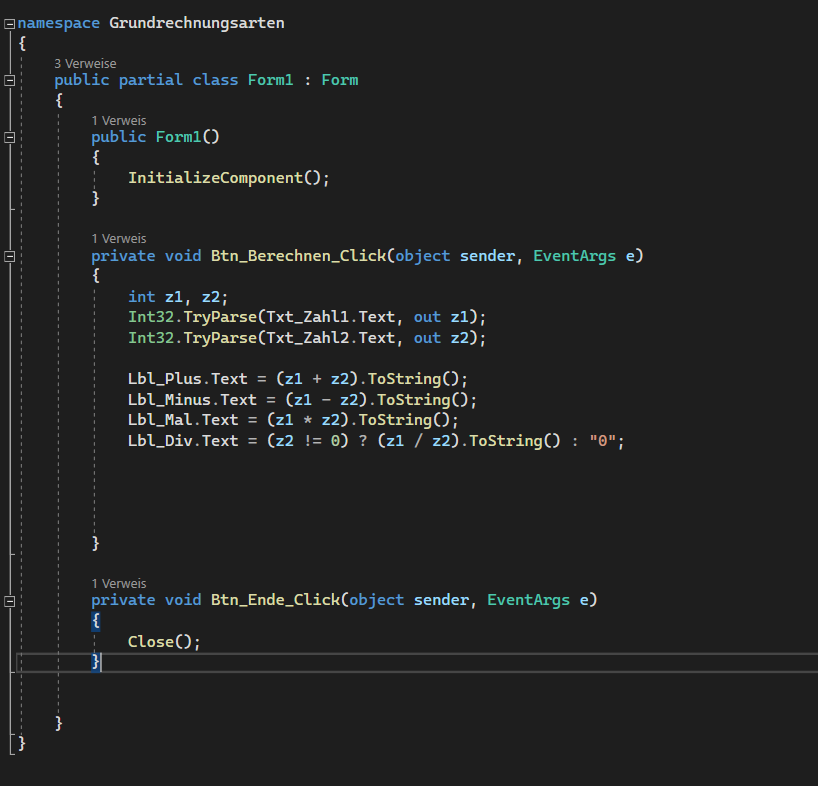 namespace Grundrechnungsarten
{
3 Verweise
public partial class Form1 : Form
{
1 Verweis
public Form1()
{
InitializeComponent();
}
1 Verweis
private void Btn_Berechnen_Click(object sender, EventArgs e)
{
int z1, z2;
Int32.TryParse(Txt_Zahl1.Text, out z1);
Int32.TryParse(Txt_Zahl2.Text, out z2);
Lbl_Plus.Text = (z1 + z2).ToString();
Lbl_Minus.Text = (z1 - z2).ToString();
Lbl_Mal.Text = (z1 * z2).ToString();
Lbl_Div.Text = (z2 != 0) ? (z1 / z2).ToString() : "0";
}
1 Verweis
private void Btn_Ende_Click(object sender, EventArgs e)
{
Close();
}
}
}